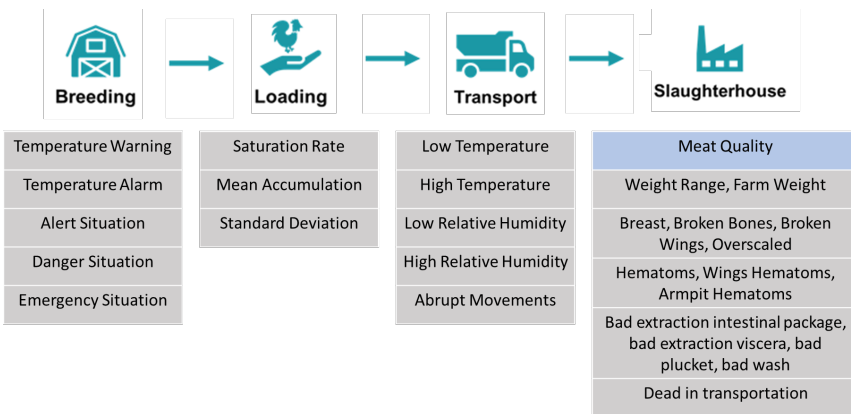 Breeding
Loading
Transport
Slaughterhouse
Temperature Warning
Temperature Alarm
Alert Situation
Danger Situation
Emergency Situation
Saturation Rate
Mean Accumulation
Standard Deviation
Low Temperature
High Temperature
Low Relative Humidity
High Relative Humidity
Abrupt Movements
Meat Quality
Weight Range, Farm Weight
Breast, Broken Bones, Broken
Wings, Overscaled
Hematoms, Wings Hematoms,
Armpit Hematoms
Bad extraction intestinal package,
bad extraction viscera, bad
plucket, bad wash
Dead in transportation